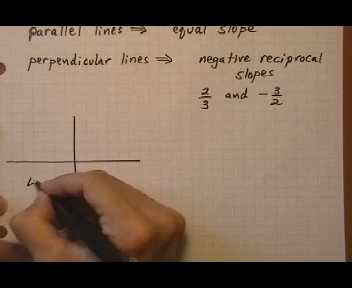 parallel lines ⇒ equal slope
perpendicular lines ⇒ negative reciprocal
slopes
2/3 and -3/2